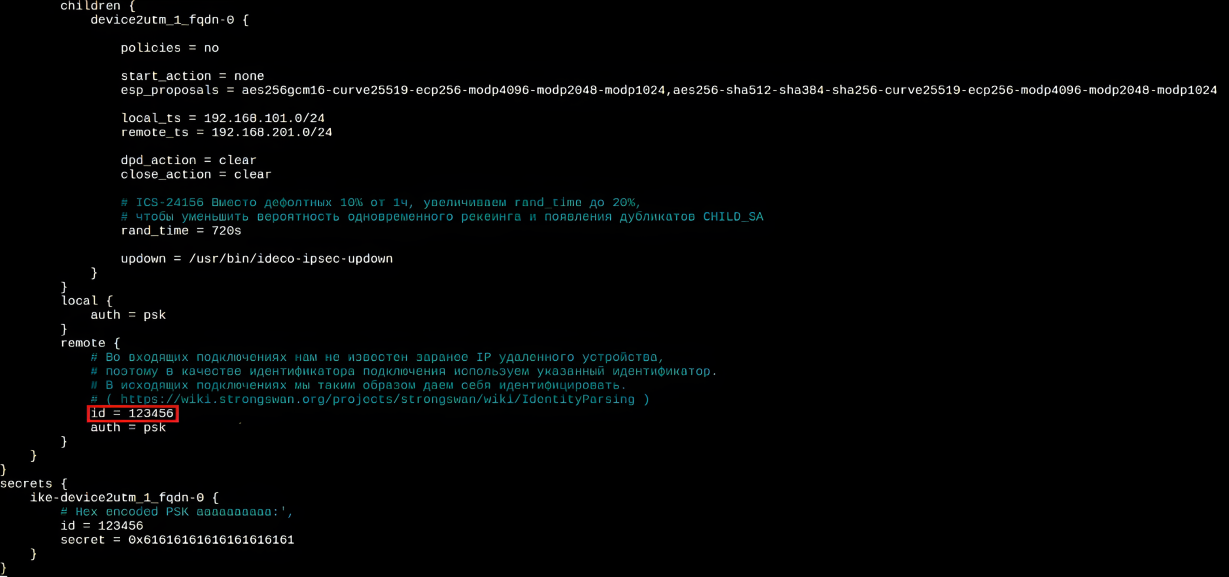 children {
device2utm_1_fqdn-0 {
policies = no
start_action = none
esp_proposals = aes256gcm16-curve25519-ecp256-modp4096-modp2048-modp1024,aes256-sha512-sha384-sha256-curve25519-ecp256-modp4096-modp2048-modp1024
local_ts = 192.168.101.0/24
remote_ts = 192.168.201.0/24
dpd_action = clear
close_action = clear
# ICS-24156 Вместо дефолтных 10% от 1ч, увеличиваем rand_time до 20%,
# чтобы уменьшить вероятность одновременного рекеинга и появления дубликатов CHILD_SA
rand_time = 720s
updown = /usr/bin/ideco-ipsec-updown
}
}
local {
auth = psk
}
remote {
# Во входящих подключениях нам не известен заранее IP удаленного устройства,
# поэтому в качестве идентификатора подключения используем указанный идентификатор.
# В исходящих подключениях мы таким образом даем себя идентифицировать.
# ( https://wiki.strongswan.org/projects/strongswan/wiki/IdentityParsing )
id = 123456
auth = psk
}
}
}
secrets {
ike-device2utm_1_fqdn-0 {
# Hex encoded PSK aaaaaaaaaa:',
id = 123456
secret = 0x61616161616161616161
}
}